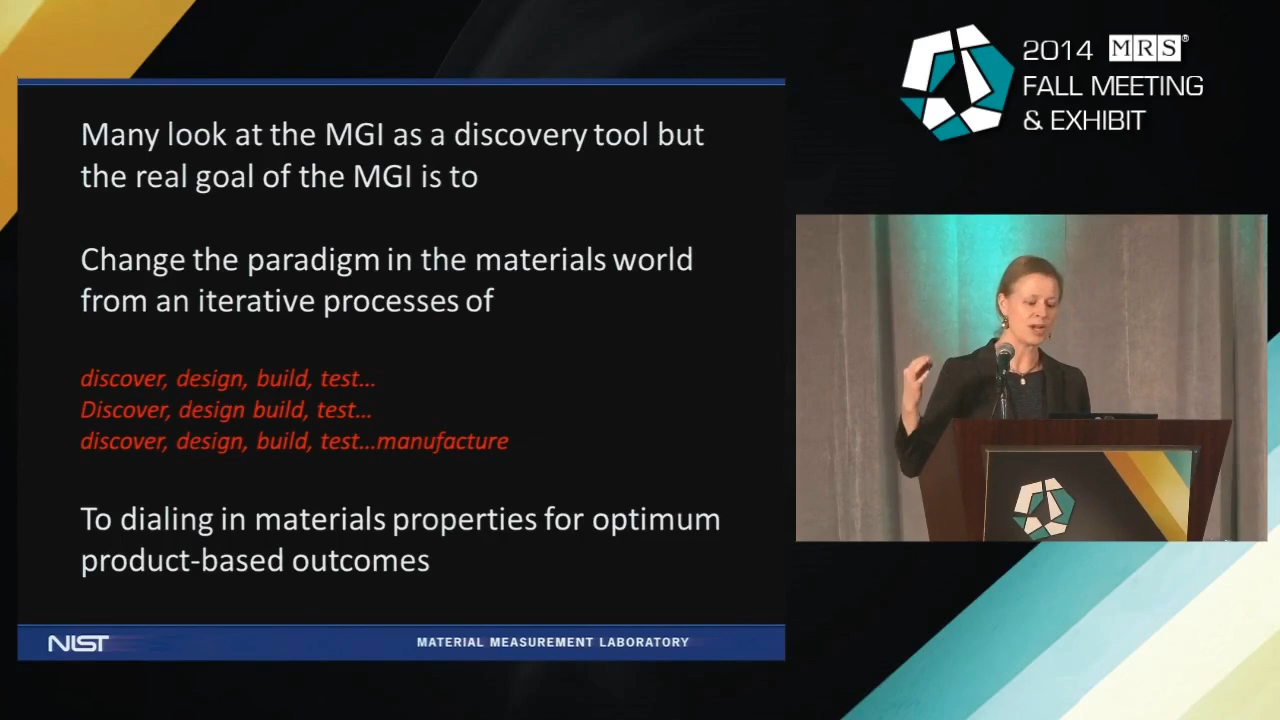 Many look at the MGI as a discovery tool but
the real goal of the MGI is to
Change the paradigm in the materials world
from an iterative processes of
discover, design, build, test...
Discover, design build, test...
discover, design, build, test...manufacture
To dialing in materials properties for optimum
product-based outcomes
NIST
MATERIAL MEASUREMENT LABORATORY
2014 MRS®
FALL MEETING
& EXHIBIT